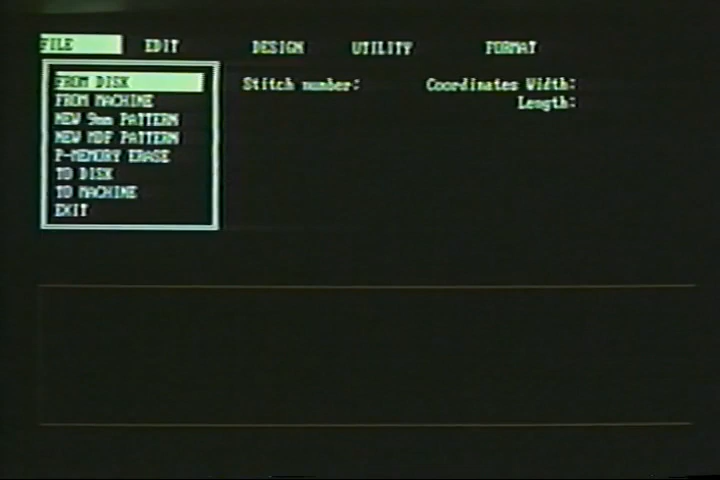 FILE EDIT DESIGN UTILITY FORMAT
FROM DISK
Stitch number: Coordinates Width:
FROM MACHINE
Length:
NEW 9mm PATTERN
NEW MDF PATTERN
P-MEMORY ERASE
TO DISK
TO MACHINE
EXIT